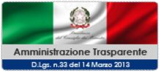 Amministrazione Trasparente
D.Lgs. n.33 del 14 Marzo 2013